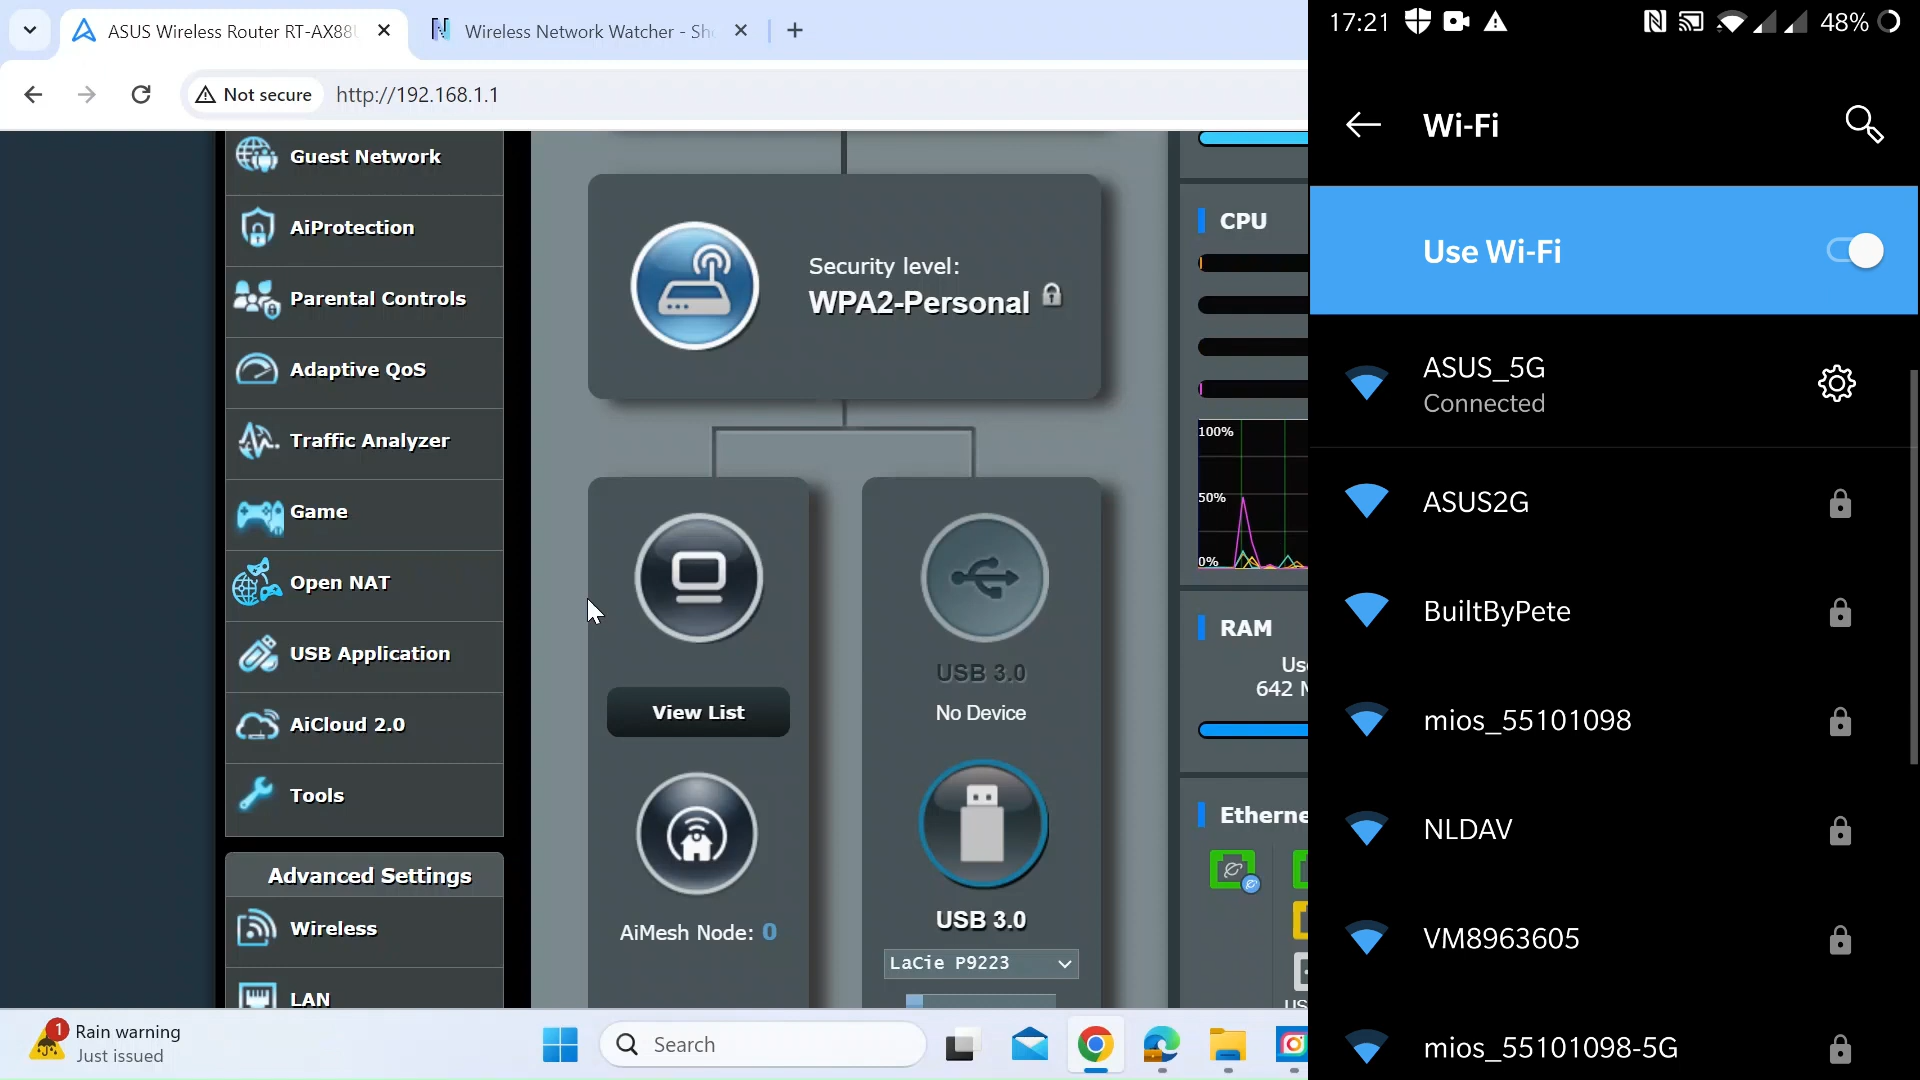 ASUS Wireless Router RT-AX88U
Wireless Network Watcher - Sh
Not secure
http://192.168.1.1
Guest Network
AiProtection
Parental Controls
Adaptive QoS
Traffic Analyzer
Game
Open NAT
USB Application
AiCloud 2.0
Tools
Advanced Settings
Wireless
LAN
Security level:
WPA2-Personal
View List
AiMesh Node: 0
USB 3.0
No Device
USB 3.0
LaCie P9223
CPU
100%
50%
0%
RAM
642 M
Etherne
1
Rain warning
Just issued
Search
17:21
48%
Wi-Fi
Use Wi-Fi
ASUS_5G
Connected
ASUS2G
BuiltByPete
mios_55101098
NLDAV
VM8963605
mios_55101098-5G